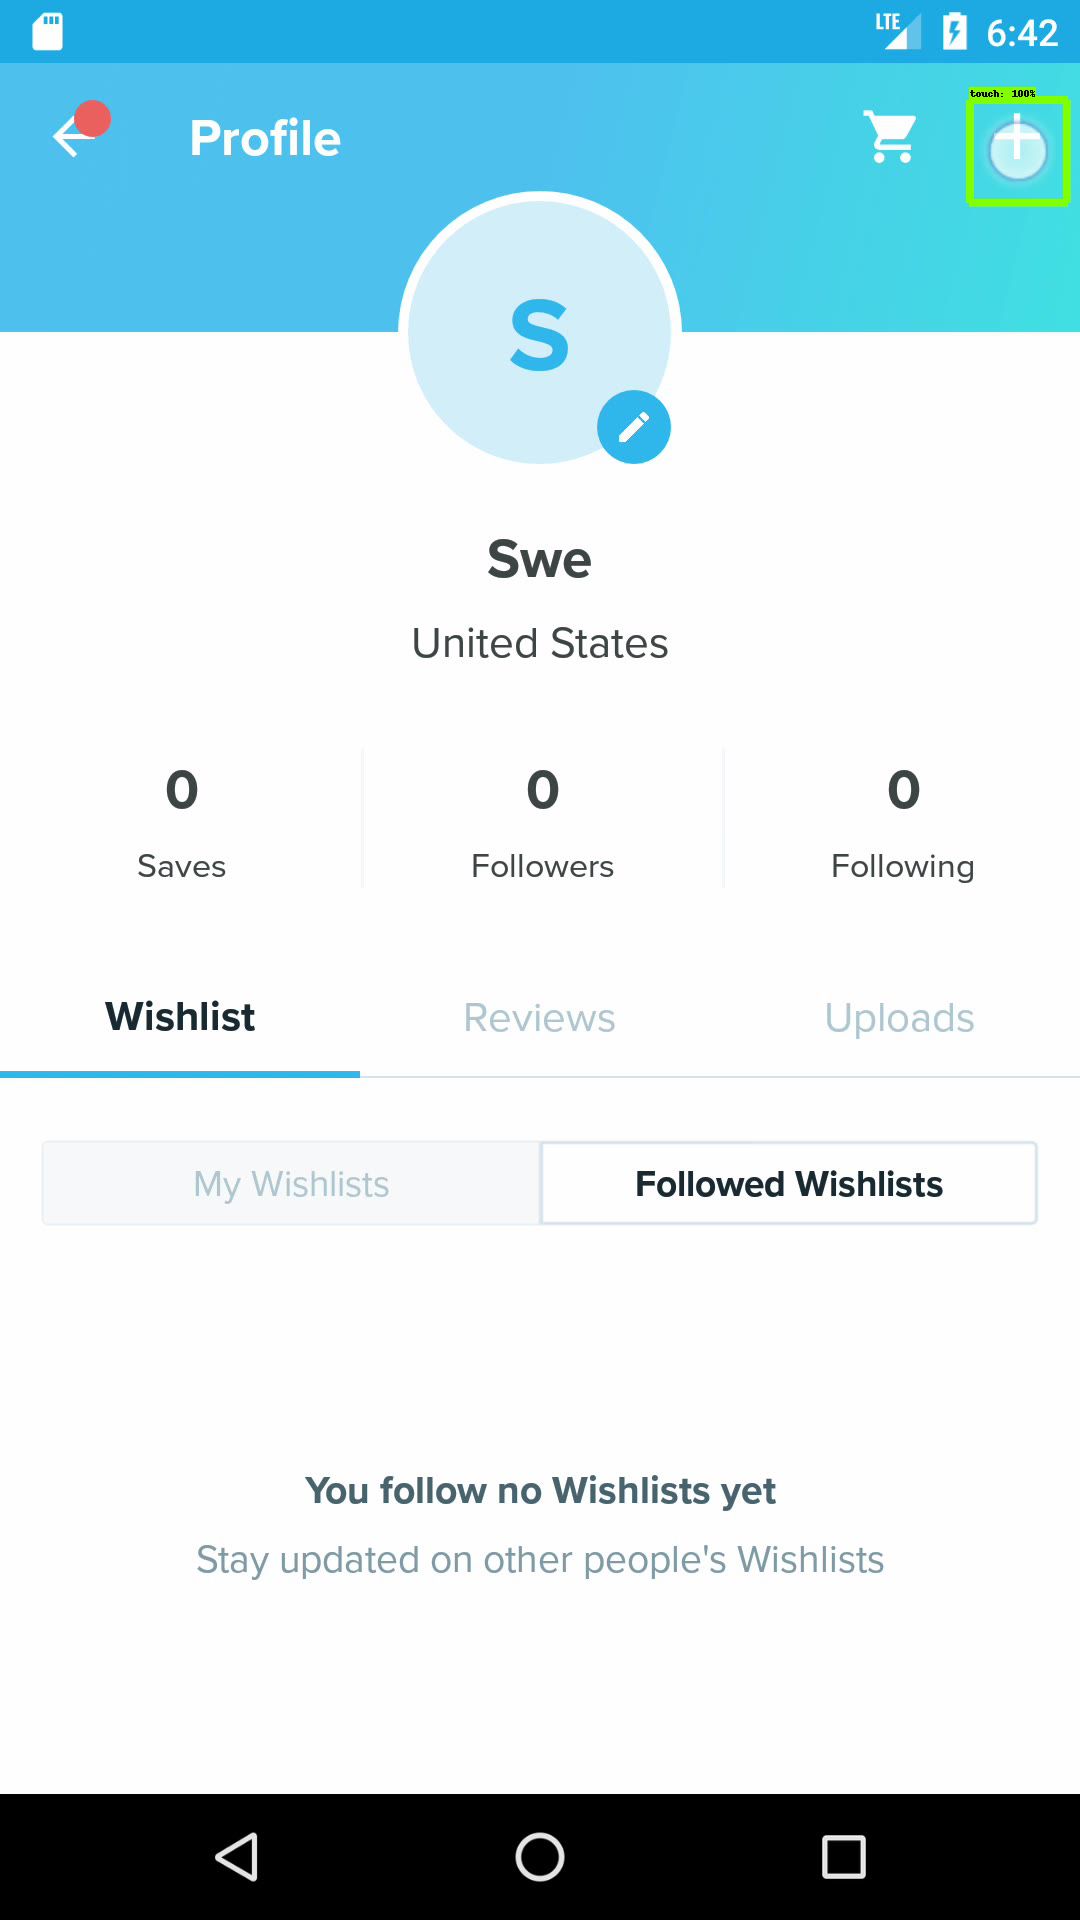 LTE 6:42
touch: 100%
Profile
S
Swe
United States
0 0 0
Saves Followers Following
Wishlist Reviews Uploads
My Wishlists Followed Wishlists
You follow no Wishlists yet
Stay updated on other people's Wishlists